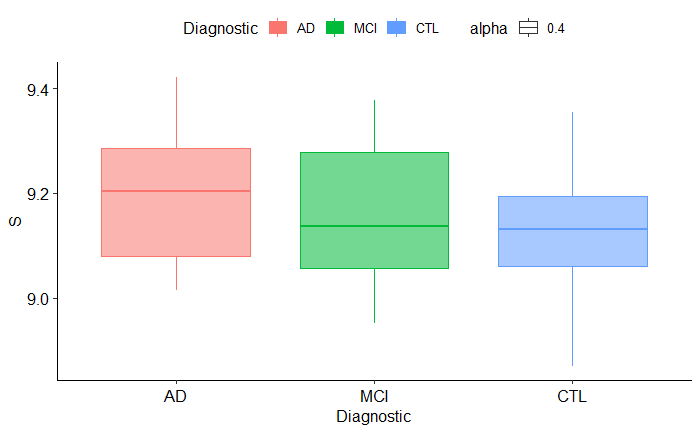 Diagnostic AD MCI CTL alpha 0.4
9.4
9.2
9.0
S
AD MCI CTL
Diagnostic